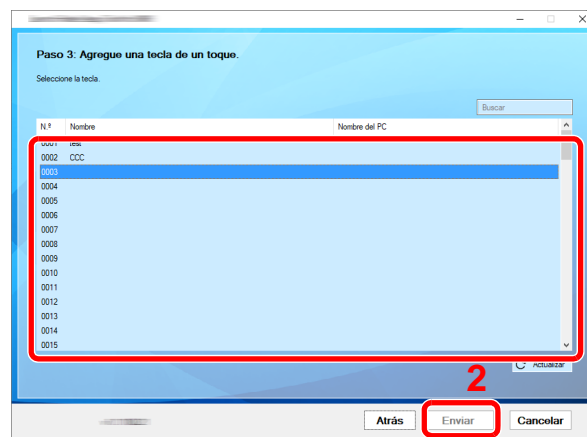 Paso 3: Agregue una tecla de un toque.
Seleccione la tecla.
Buscar
N.º Nombre Nombre del PC
0001 test
0002 CCC
0003
0004
0005
0006
0007
0008
0009
0010
0011
0012
0013
0014
0015
Actualizar
2
Atrás Enviar Cancelar